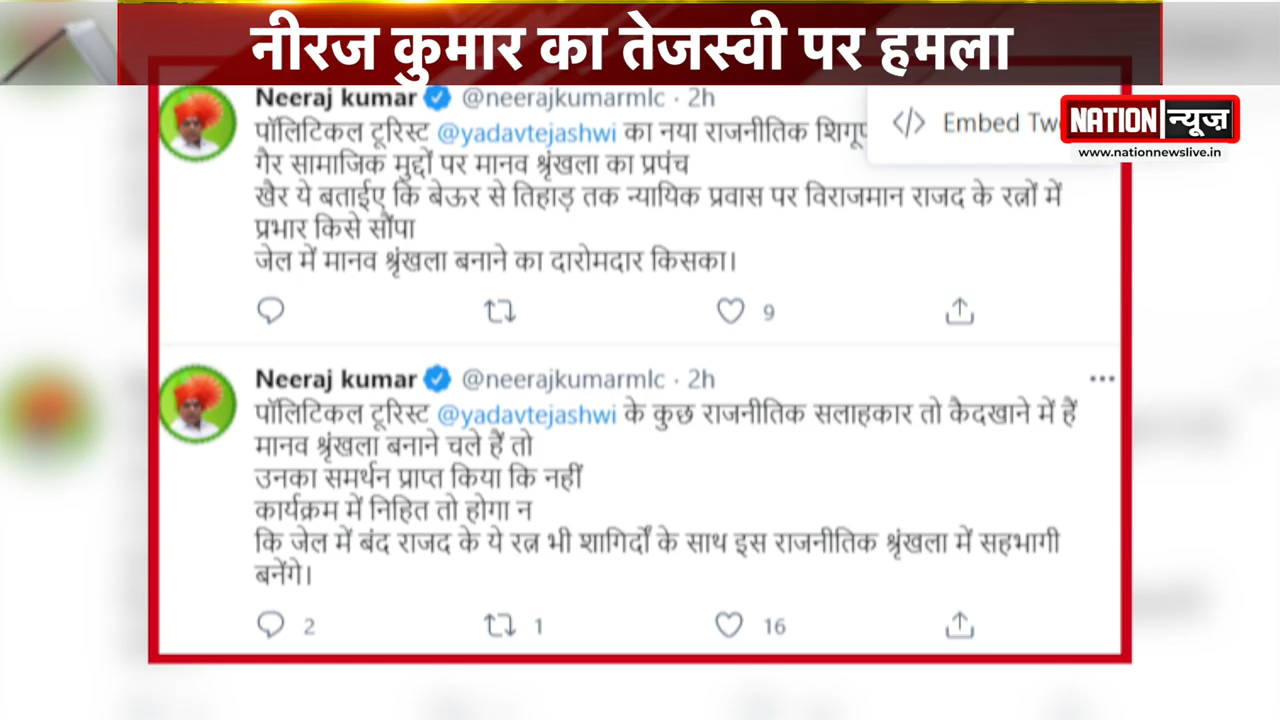 नीरज कुमार का तेजस्वी पर हमला
Neeraj kumar @neerajkumarmlc · 2h
</> Embed
NATION न्यूज़
www.nationnewslive.in
पॉलिटिकल टूरिस्ट @yadavtejashwi का नया राजनीतिक
गैर सामाजिक मुद्दों पर मानव श्रृंखला का प्रपंच
खैर ये बताईए कि बेऊर से तिहाड़ तक न्यायिक प्रवास पर विराजमान राजद के रत्नों में
प्रभार किसे सौंपा
जेल में मानव श्रृंखला बनाने का दारोमदार किसका।
9
Neeraj kumar @neerajkumarmlc · 2h
पॉलिटिकल टूरिस्ट @yadavtejashwi के कुछ राजनीतिक सलाहकार तो कैदखाने में हैं
मानव श्रृंखला बनाने चले हैं तो
उनका समर्थन प्राप्त किया कि नहीं
कार्यक्रम में निहित तो होगा न
कि जेल में बंद राजद के ये रत्न भी शागिर्दों के साथ इस राजनीतिक श्रृंखला में सहभागी
बनेंगे।
2 1 16